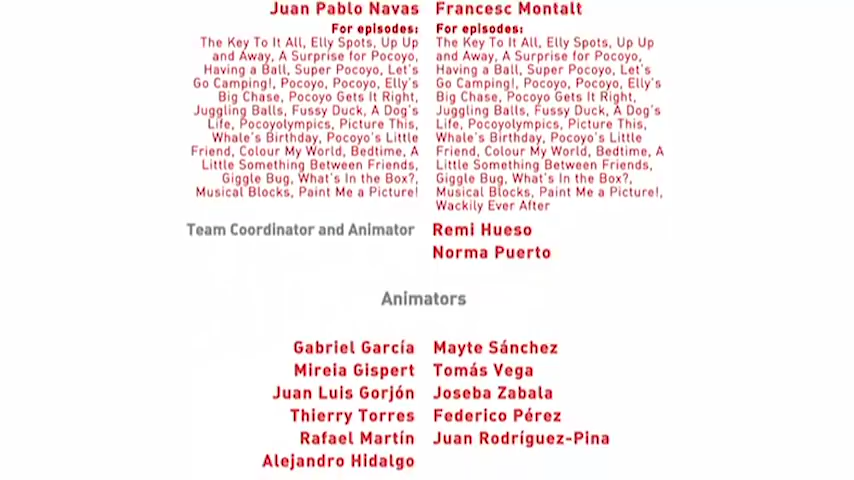 Juan Pablo Navas
For episodes:
The Key To It All, Elly Spots, Up Up
and Away, A Surprise for Pocoyo,
Having a Ball, Super Pocoyo, Let's
Go Camping!, Pocoyo, Pocoyo, Elly's
Big Chase, Pocoyo Gets It Right,
Juggling Balls, Fussy Duck, A Dog's
Life, Pocoyolympics, Picture This,
Whale's Birthday, Pocoyo's Little
Friend, Colour My World, Bedtime, A
Little Something Between Friends,
Giggle Bug, What's In the Box?,
Musical Blocks, Paint Me a Picture!
Francesc Montalt
For episodes:
The Key To It All, Elly Spots, Up Up
and Away, A Surprise for Pocoyo,
Having a Ball, Super Pocoyo, Let's
Go Camping!, Pocoyo, Pocoyo, Elly's
Big Chase, Pocoyo Gets It Right,
Juggling Balls, Fussy Duck, A Dog's
Life, Pocoyolympics, Picture This,
Whale's Birthday, Pocoyo's Little
Friend, Colour My World, Bedtime, A
Little Something Between Friends,
Giggle Bug, What's In the Box?,
Musical Blocks, Paint Me a Picture!,
Wackily Ever After
Team Coordinator and Animator Remi Hueso
Norma Puerto
Animators
Gabriel García Mayte Sánchez
Mireia Gispert Tomás Vega
Juan Luis Gorjón Joseba Zabala
Thierry Torres Federico Pérez
Rafael Martín Juan Rodríguez-Pina
Alejandro Hidalgo